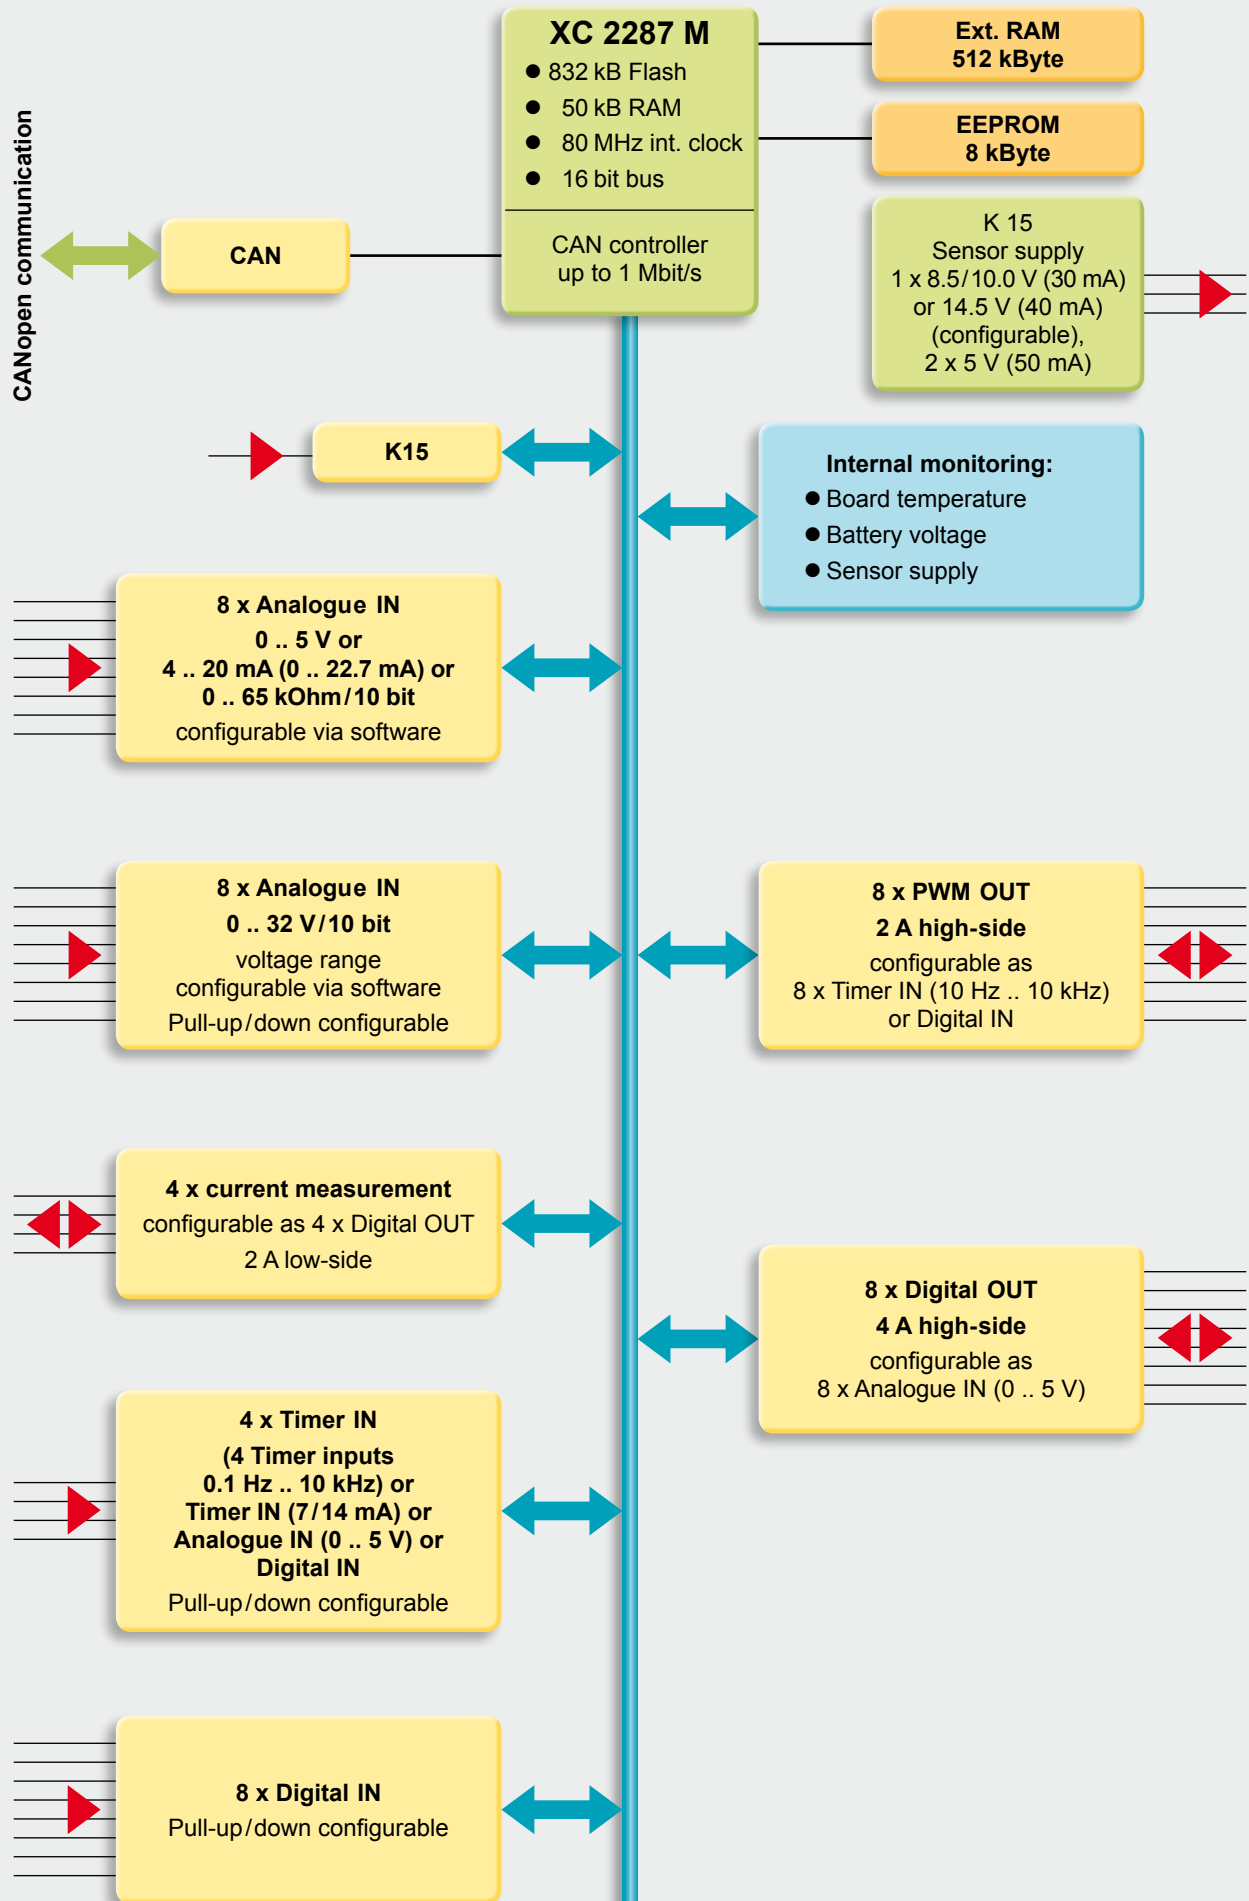 XC 2287 M
● 832 kB Flash
● 50 kB RAM
● 80 MHz int. clock
● 16 bit bus
CAN controller
up to 1 Mbit/s
Ext. RAM
512 kByte
EEPROM
8 kByte
CANopen communication
CAN
K 15
Sensor supply
1 x 8.5/10.0 V (30 mA)
or 14.5 V (40 mA)
(configurable),
2 x 5 V (50 mA)
K15
Internal monitoring:
● Board temperature
● Battery voltage
● Sensor supply
8 x Analogue IN
0 .. 5 V or
4 .. 20 mA (0 .. 22.7 mA) or
0 .. 65 kOhm/10 bit
configurable via software
8 x Analogue IN
0 .. 32 V/10 bit
voltage range
configurable via software
Pull-up/down configurable
8 x PWM OUT
2 A high-side
configurable as
8 x Timer IN (10 Hz .. 10 kHz)
or Digital IN
4 x current measurement
configurable as 4 x Digital OUT
2 A low-side
8 x Digital OUT
4 A high-side
configurable as
8 x Analogue IN (0 .. 5 V)
4 x Timer IN
(4 Timer inputs
0.1 Hz .. 10 kHz) or
Timer IN (7/14 mA) or
Analogue IN (0 .. 5 V) or
Digital IN
Pull-up/down configurable
8 x Digital IN
Pull-up/down configurable